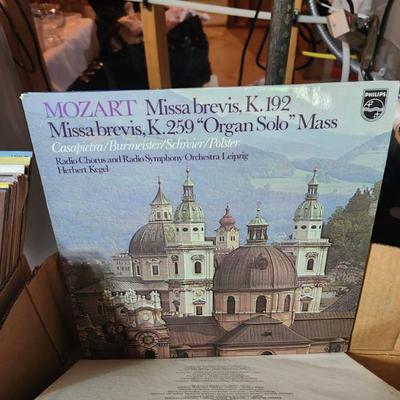 MOZART Missa brevis, K.192
Missa brevis, K.259 "Organ Solo" Mass
Casapietra/Burmeister/Schreier/Polster
Radio Chorus and Radio Symphony Orchestra Leipzig
Herbert Kegel
PHILIPS